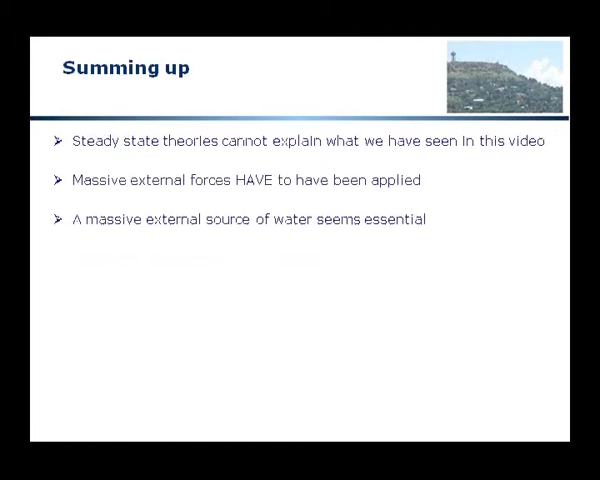 Summing up
Steady state theories cannot explain what we have seen in this video
Massive external forces HAVE to have been applied
A massive external source of water seems essential